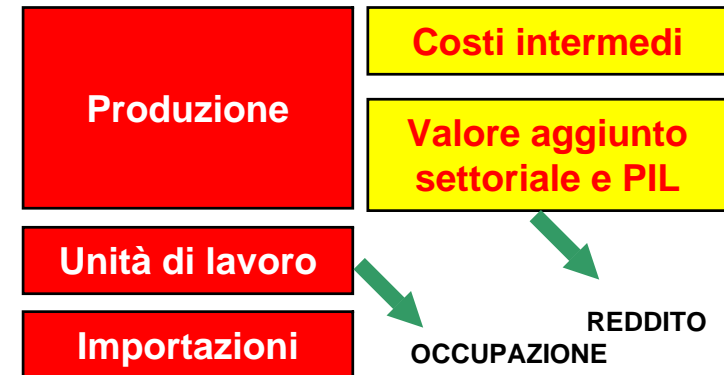 Costi intermedi
Produzione
Valore aggiunto
settoriale e PIL
Unità di lavoro
REDDITO
Importazioni
OCCUPAZIONE